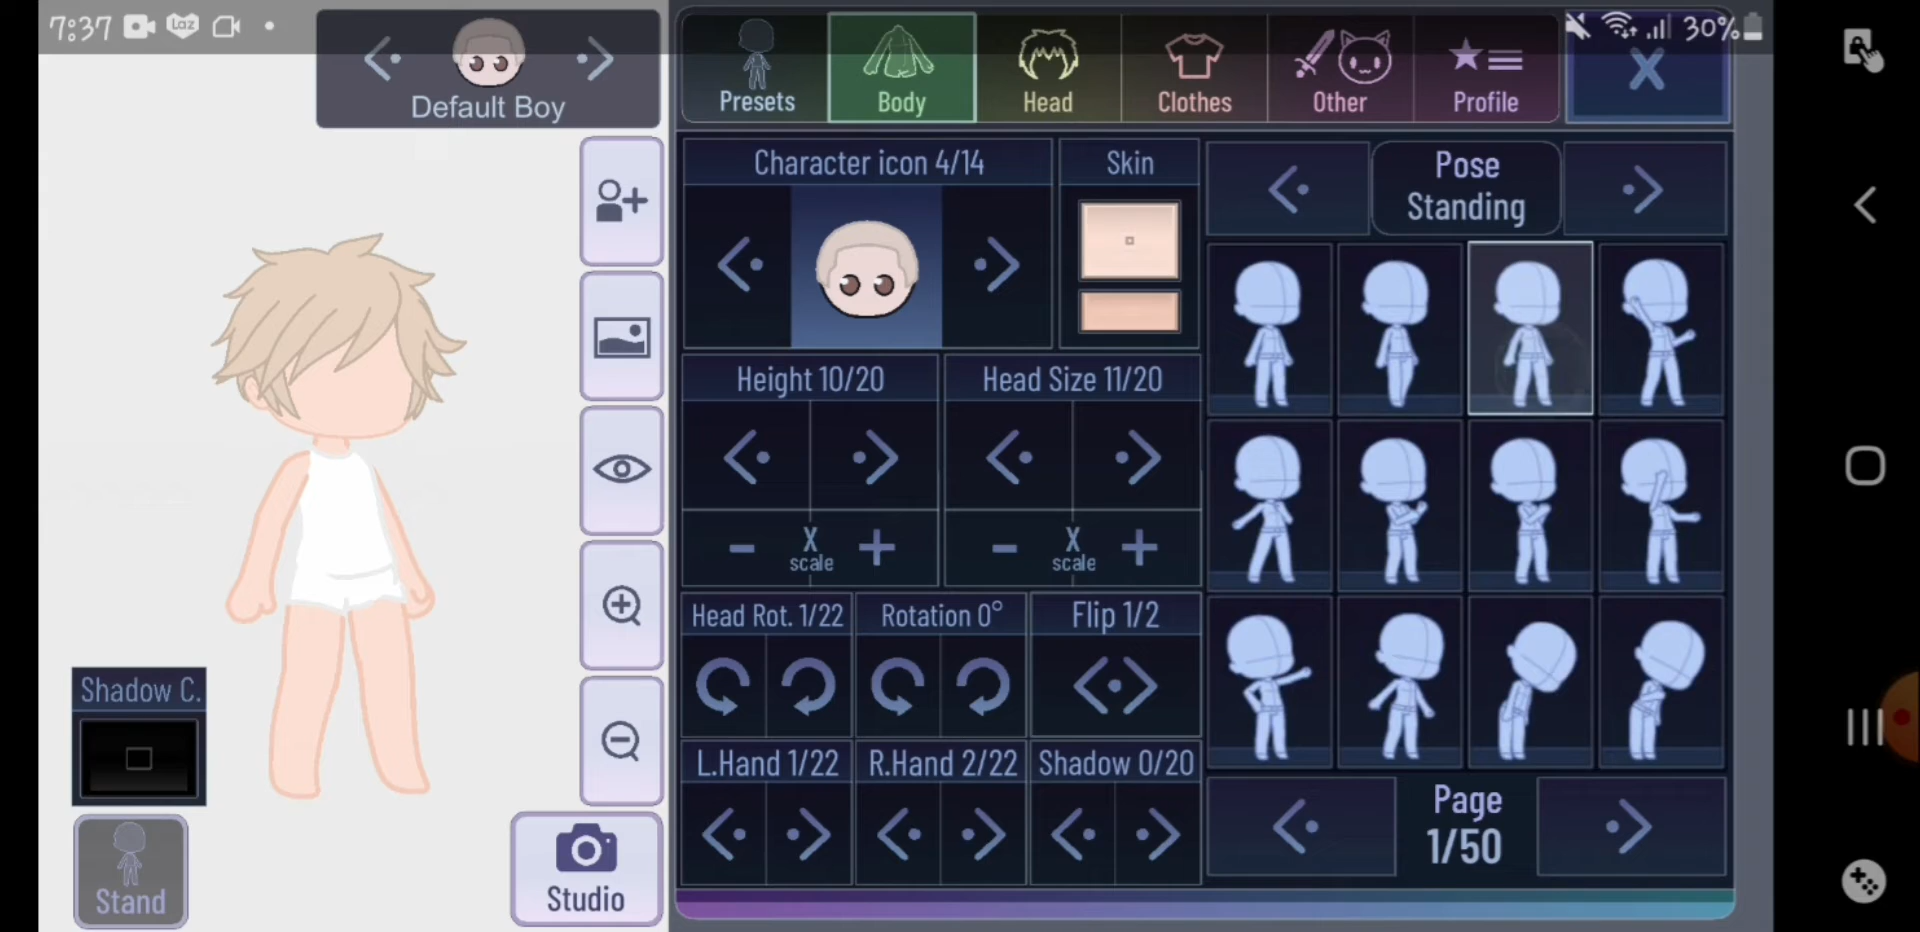 7:37
Laz
30%
Default Boy
Presets
Body
Head
Clothes
Other
Profile
X
Character icon 4/14
Skin
Pose
Standing
Height 10/20
Head Size 11/20
X
scale
X
scale
Head Rot. 1/22
Rotation 0°
Flip 1/2
Shadow C.
L.Hand 1/22
R.Hand 2/22
Shadow 0/20
Page
1/50
Stand
Studio